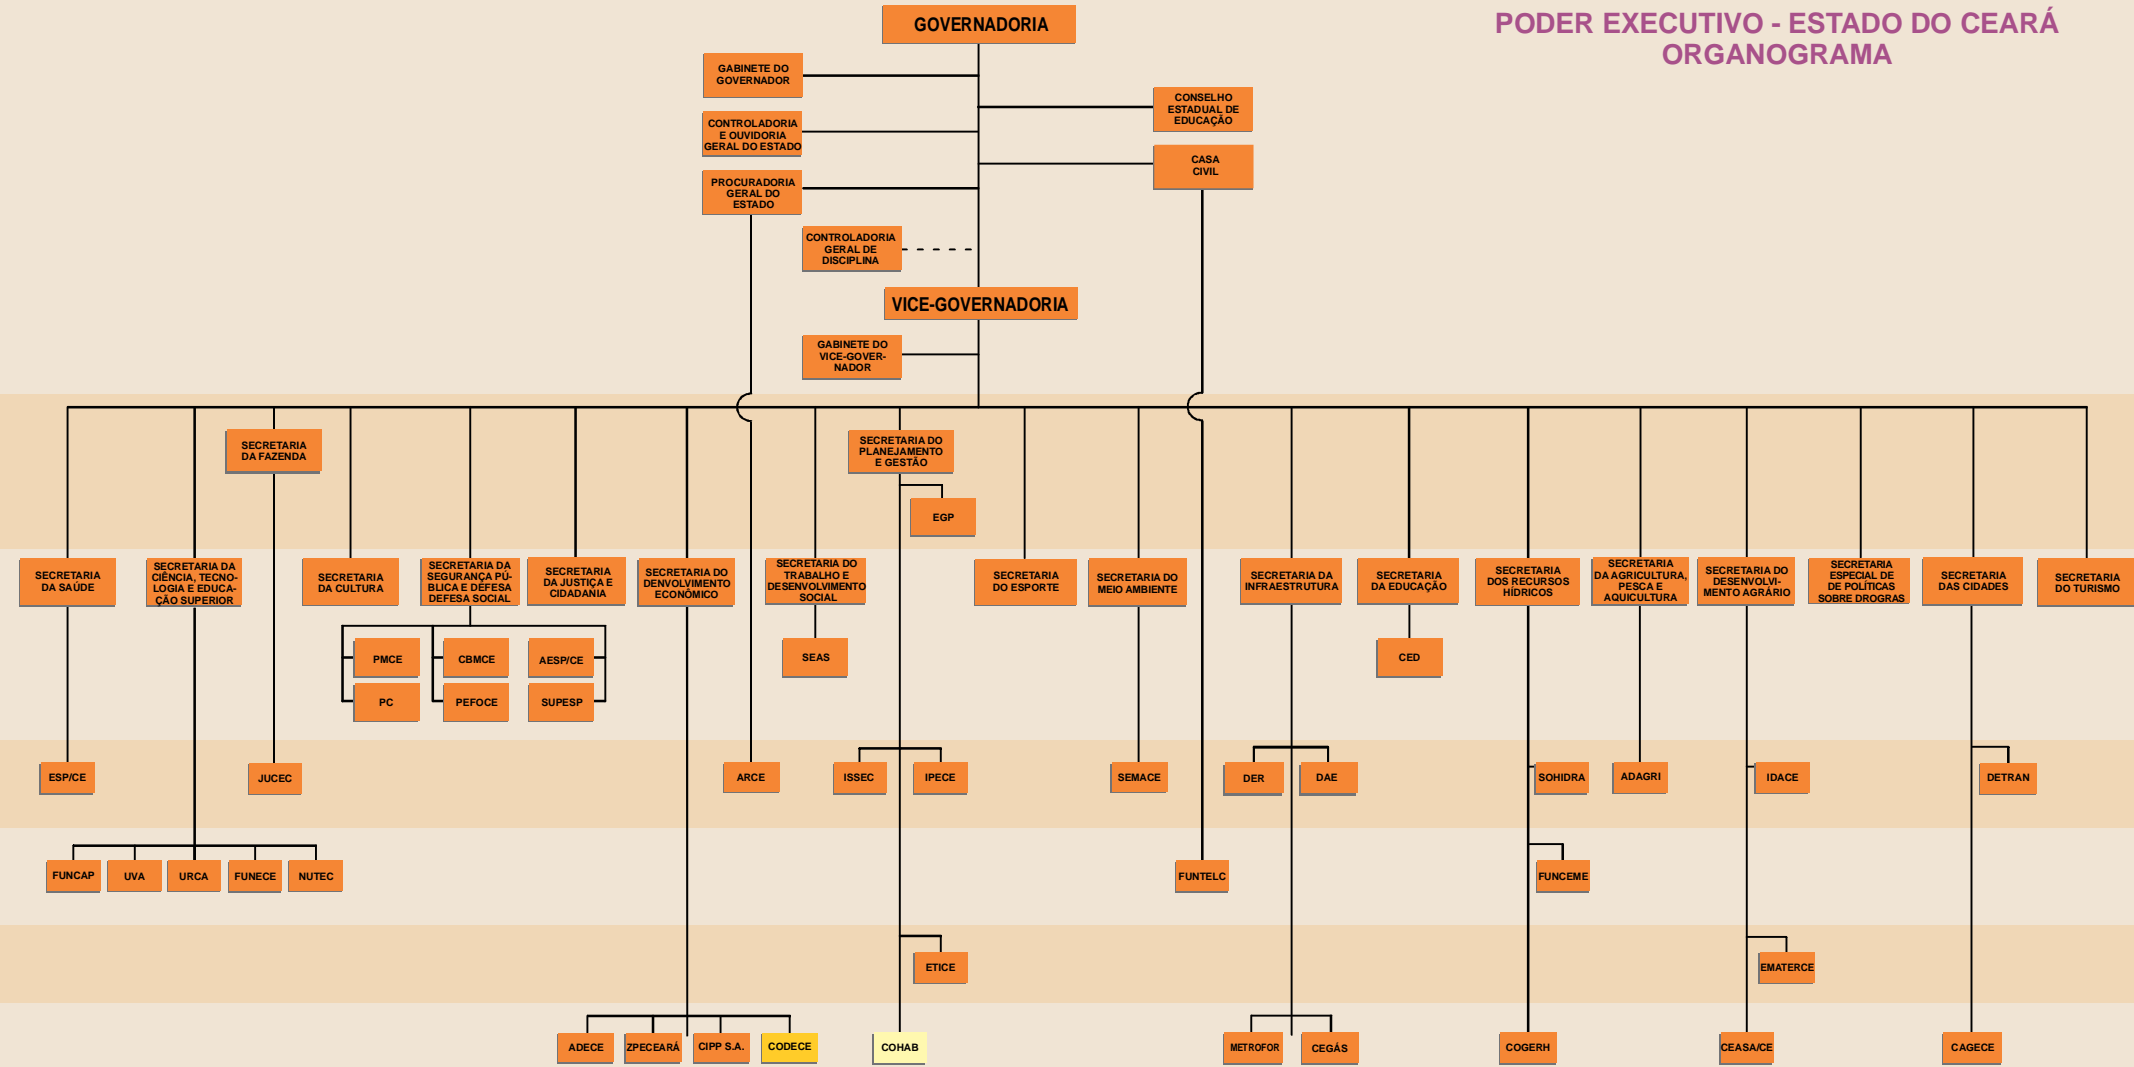 PODER EXECUTIVO - ESTADO DO CEARÁ
ORGANOGRAMA
GOVERNADORIA
GABINETE DO
GOVERNADOR
CONSELHO
ESTADUAL DE
EDUCAÇÃO
CONTROLADORIA
E OUVIDORIA
GERAL DO ESTADO
CASA
CIVIL
PROCURADORIA
GERAL DO
ESTADO
CONTROLADORIA
GERAL DE
DISCIPLINA
VICE-GOVERNADORIA
GABINETE DO
VICE-GOVER-
NADOR
SECRETARIA
DA FAZENDA
SECRETARIA DO
PLANEJAMENTO
E GESTÃO
EGP
SECRETARIA
DA SAÚDE
SECRETARIA DA
CIÊNCIA, TECNO-
LOGIA E EDUCA-
ÇÃO SUPERIOR
SECRETARIA
DA CULTURA
SECRETARIA DA
SEGURANÇA PÚ-
BLICA E DEFESA
DEFESA SOCIAL
SECRETARIA
DA JUSTIÇA E
CIDADANIA
SECRETARIA DO
DENVOLVIMENTO
ECONÔMICO
SECRETARIA DO
TRABALHO E
DESENVOLVIMENTO
SOCIAL
SECRETARIA
DO ESPORTE
SECRETARIA DO
MEIO AMBIENTE
SECRETARIA DA
INFRAESTRUTURA
SECRETARIA
DA EDUCAÇÃO
SECRETARIA
DOS RECURSOS
HÍDRICOS
SECRETARIA
DA AGRICULTURA,
PESCA E
AQUICULTURA
SECRETARIA DO
DESENVOLVI-
MENTO AGRÁRIO
SECRETARIA
ESPECIAL DE
DE POLÍTICAS
SOBRE DROGRAS
SECRETARIA
DAS CIDADES
SECRETARIA
DO TURISMO
PMCE
CBMCE
AESP/CE
SEAS
CED
PC
PEFOCE
SUPESP
ESP/CE
JUCEC
ARCE
ISSEC
IPECE
SEMACE
DER
DAE
SOHIDRA
ADAGRI
IDACE
DETRAN
FUNCAP
UVA
URCA
FUNECE
NUTEC
FUNTELC
FUNCEME
ETICE
EMATERCE
ADECE
ZPECEARÁ
CIPP S.A.
CODECE
COHAB
METROFOR
CEGÁS
COGERH
CEASA/CE
CAGECE